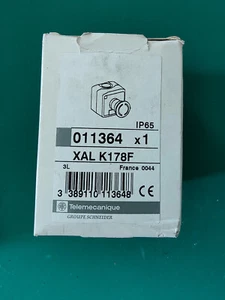 IP65
011364 x1
XAL K178F
3L France 0044
3 389110 113648
Telemecanique
GROUPE SCHNEIDER